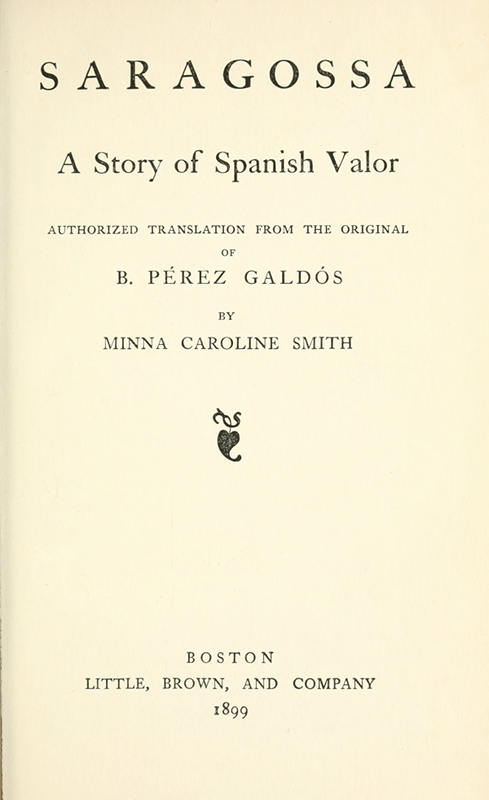 SARAGOSSA
A Story of Spanish Valor
AUTHORIZED TRANSLATION FROM THE ORIGINAL
OF
B. PÉREZ GALDÓS
BY
MINNA CAROLINE SMITH
BOSTON
LITTLE, BROWN, AND COMPANY
1899